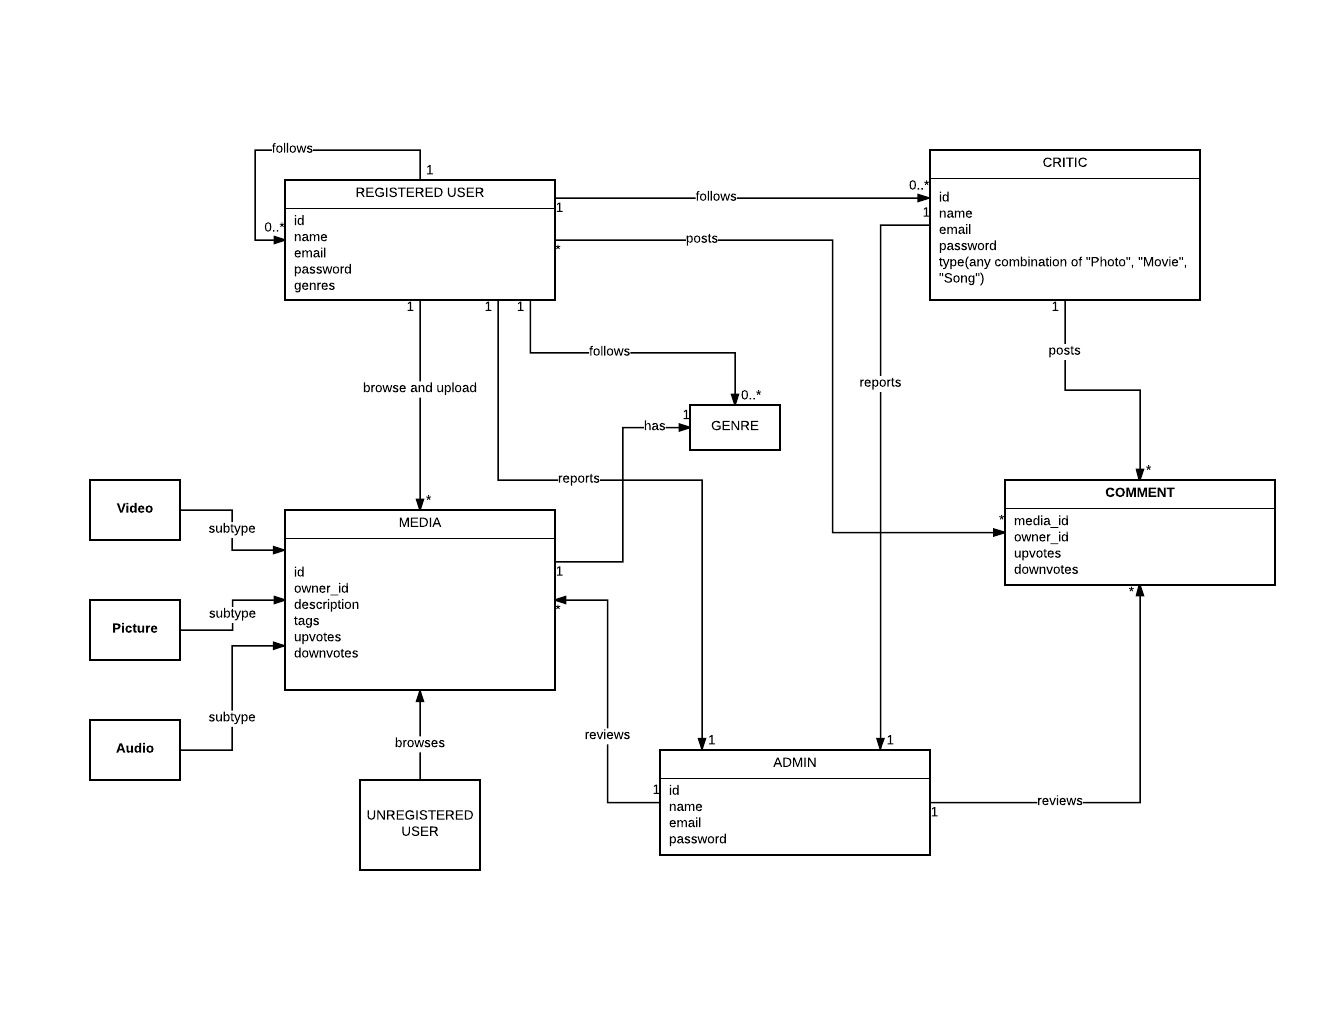 follows
1
REGISTERED USER
0..*
id
name
email
password
genres
1
follows
0..*
*
posts
CRITIC
1
id
name
email
password
type(any combination of "Photo", "Movie",
"Song")
1
1
1
1
follows
posts
browse and upload
reports
0..*
1
has
GENRE
reports
*
*
Video
subtype
MEDIA
id
owner_id
description
tags
upvotes
downvotes
1
*
COMMENT
*
media_id
owner_id
upvotes
downvotes
*
Picture
subtype
Audio
subtype
browses
reviews
UNREGISTERED
USER
1
1
ADMIN
1
id
name
email
password
1
reviews